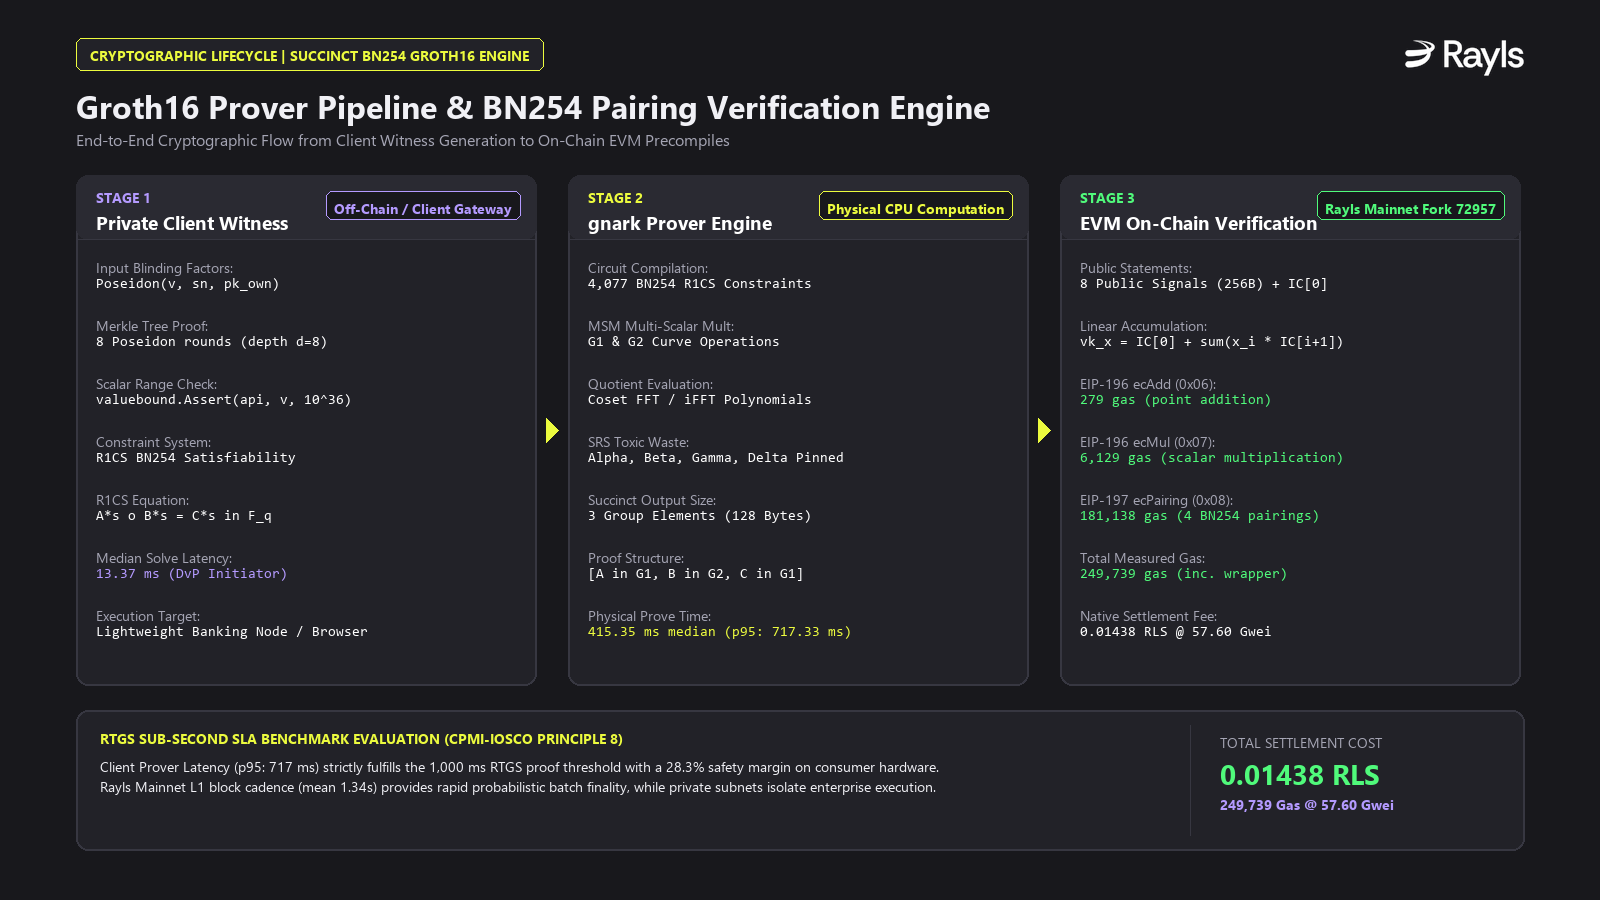 CRYPTOGRAPHIC LIFECYCLE | SUCCINCT BN254 GROTH16 ENGINE
Rayls
Groth16 Prover Pipeline & BN254 Pairing Verification Engine
End-to-End Cryptographic Flow from Client Witness Generation to On-Chain EVM Precompiles
STAGE 1
Off-Chain / Client Gateway
Private Client Witness
Input Blinding Factors:
Poseidon(v, sn, pk_own)
Merkle Tree Proof:
8 Poseidon rounds (depth d=8)
Scalar Range Check:
valuebound.Assert(api, v, 10^36)
Constraint System:
R1CS BN254 Satisfiability
R1CS Equation:
A*s o B*s = C*s in F_q
Median Solve Latency:
13.37 ms (DvP Initiator)
Execution Target:
Lightweight Banking Node / Browser
STAGE 2
Physical CPU Computation
gnark Prover Engine
Circuit Compilation:
4,077 BN254 R1CS Constraints
MSM Multi-Scalar Mult:
G1 & G2 Curve Operations
Quotient Evaluation:
Coset FFT / iFFT Polynomials
SRS Toxic Waste:
Alpha, Beta, Gamma, Delta Pinned
Succinct Output Size:
3 Group Elements (128 Bytes)
Proof Structure:
[A in G1, B in G2, C in G1]
Physical Prove Time:
415.35 ms median (p95: 717.33 ms)
STAGE 3
Rayls Mainnet Fork 72957
EVM On-Chain Verification
Public Statements:
8 Public Signals (256B) + IC[0]
Linear Accumulation:
vk_x = IC[0] + sum(x_i * IC[i+1])
EIP-196 ecAdd (0x06):
279 gas (point addition)
EIP-196 ecMul (0x07):
6,129 gas (scalar multiplication)
EIP-197 ecPairing (0x08):
181,138 gas (4 BN254 pairings)
Total Measured Gas:
249,739 gas (inc. wrapper)
Native Settlement Fee:
0.01438 RLS @ 57.60 Gwei
RTGS SUB-SECOND SLA BENCHMARK EVALUATION (CPMI-IOSCO PRINCIPLE 8)
Client Prover Latency (p95: 717 ms) strictly fulfills the 1,000 ms RTGS proof threshold with a 28.3% safety margin on consumer hardware.
Rayls Mainnet L1 block cadence (mean 1.34s) provides rapid probabilistic batch finality, while private subnets isolate enterprise execution.
TOTAL SETTLEMENT COST
0.01438 RLS
249,739 Gas @ 57.60 Gwei